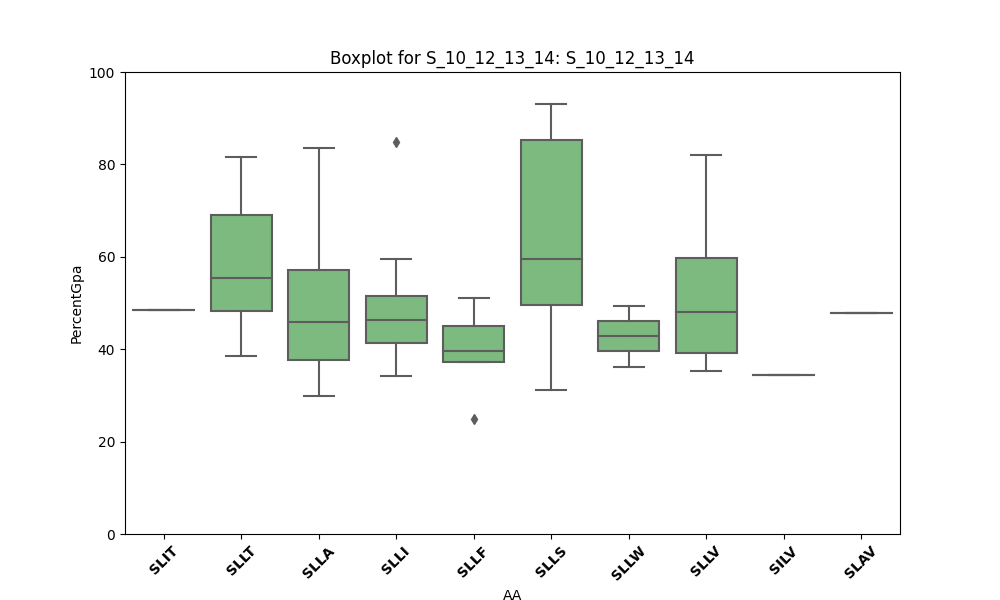 Boxplot for S_10_12_13_14: S_10_12_13_14
PercentGpa
100
80
60
40
20
0
SLIT
SLLT
SLLA
SLLI
SLLF
SLLS
SLLW
SLLV
SILV
SLAV
AA